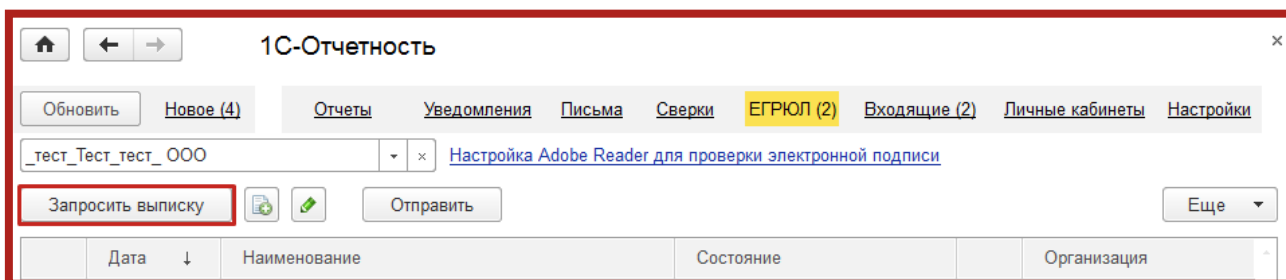 1С-Отчетность
Обновить Новое (4) Отчеты Уведомления Письма Сверки ЕГРЮЛ (2) Входящие (2) Личные кабинеты Настройки
_тест_Тест_тест_ ООО Настройка Adobe Reader для проверки электронной подписи
Запросить выписку Отправить Еще
Дата ↓ Наименование Состояние Организация